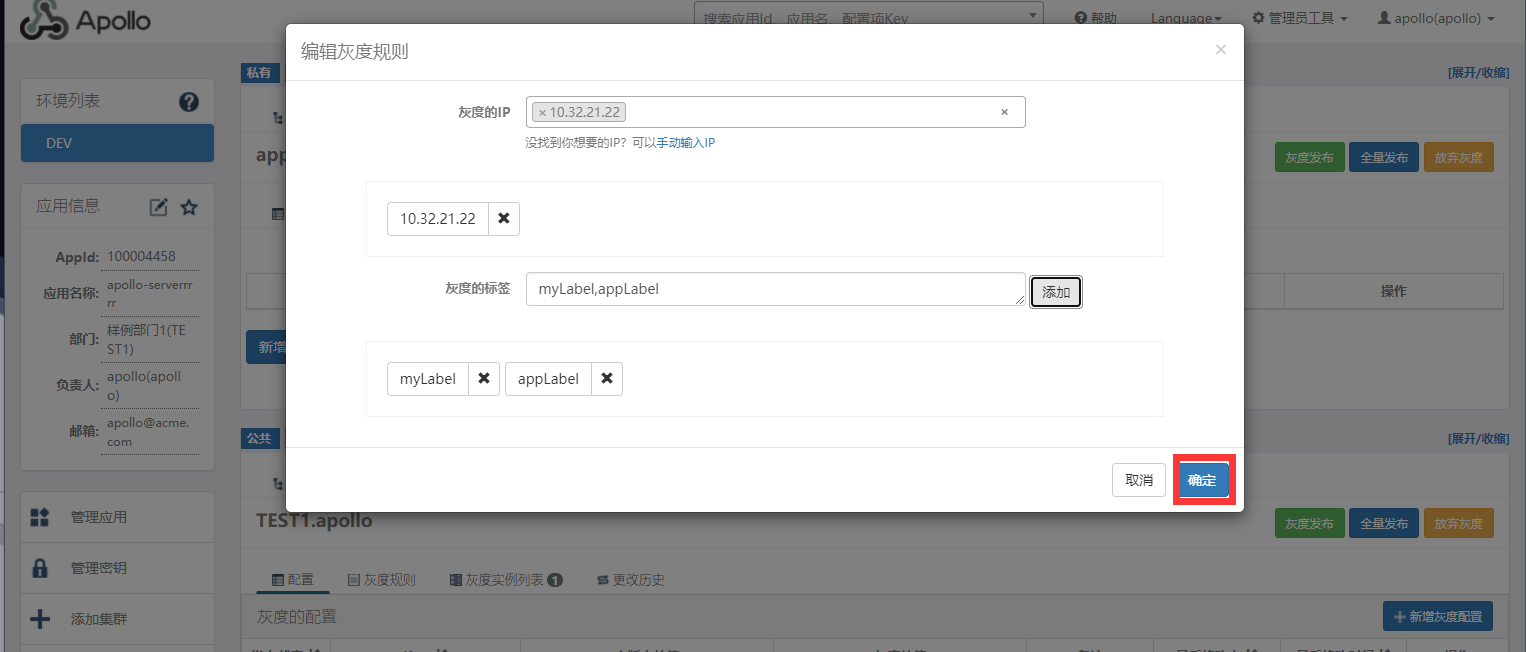 Apollo
搜索应用Id、应用名、配置项Key
帮助
Language
管理员工具
apollo(apollo)
编辑灰度规则
×
灰度的IP
× 10.32.21.22
×
没找到你想要的IP？可以手动输入IP
10.32.21.22
灰度的标签
myLabel,appLabel
添加
myLabel
appLabel
取消
确定
环境列表
DEV
应用信息
AppId: 100004458
应用名称: apollo-serverrr
rr
部门: 样例部门1(TE
ST1)
负责人: apollo(apoll
o)
邮箱: apollo@acme.
com
管理应用
管理密钥
添加集群
私有
[展开/收缩]
app
灰度发布
全量发布
放弃灰度
操作
新增
公共
[展开/收缩]
TEST1.apollo
灰度发布
全量发布
放弃灰度
配置
灰度规则
灰度实例列表 1
更改历史
灰度的配置
新增灰度配置